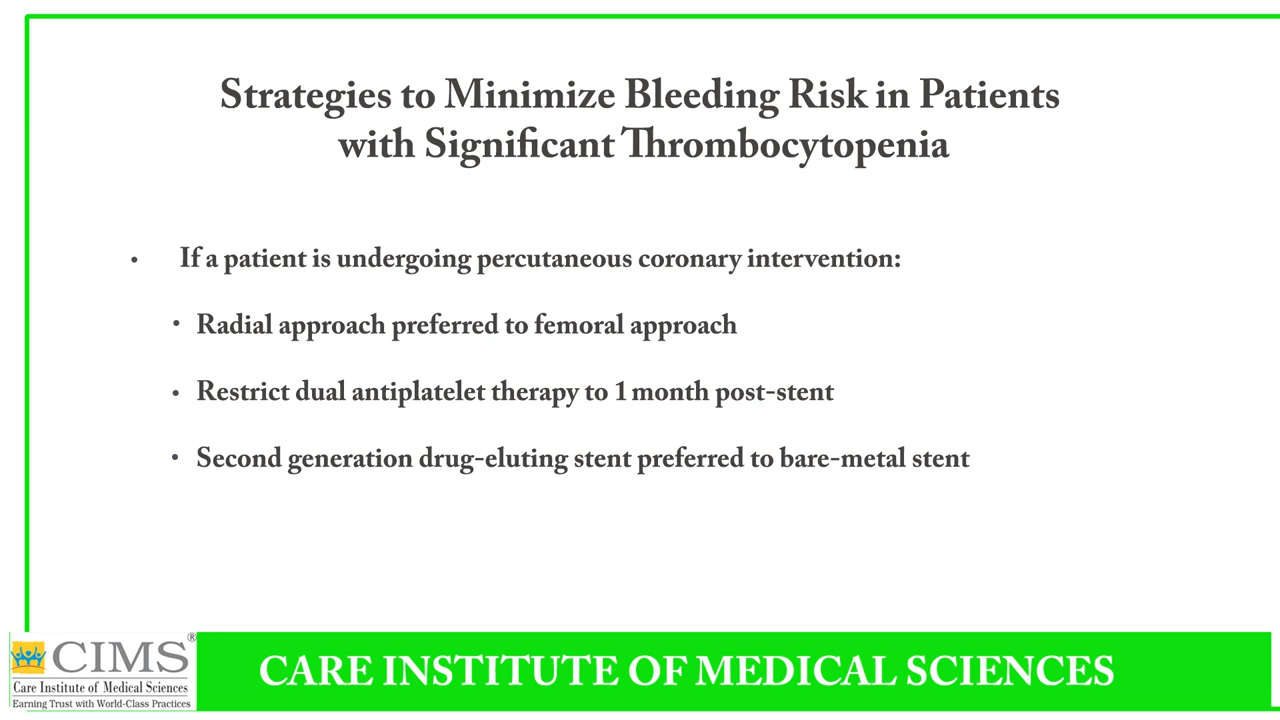 Strategies to Minimize Bleeding Risk in Patients
with Significant Thrombocytopenia
• If a patient is undergoing percutaneous coronary intervention:
• Radial approach preferred to femoral approach
• Restrict dual antiplatelet therapy to 1 month post-stent
• Second generation drug-eluting stent preferred to bare-metal stent
CIMS®
Care Institute of Medical Sciences
Earning Trust with World-Class Practices
CARE INSTITUTE OF MEDICAL SCIENCES